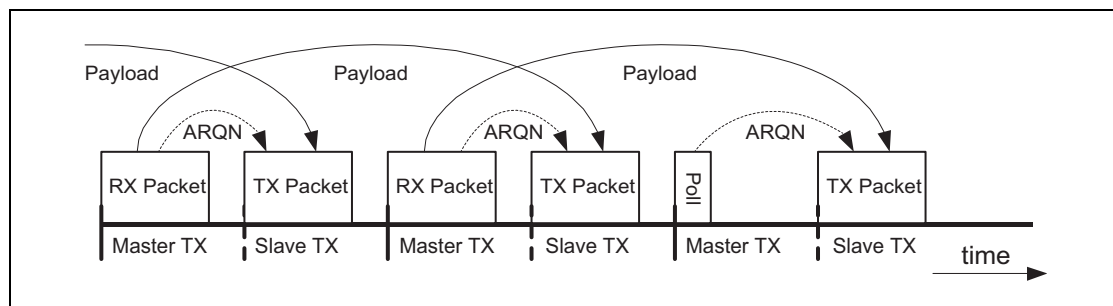 Payload Payload Payload
ARQN ARQN ARQN
RX Packet TX Packet RX Packet TX Packet Poll TX Packet
Master TX Slave TX Master TX Slave TX Master TX Slave TX
time